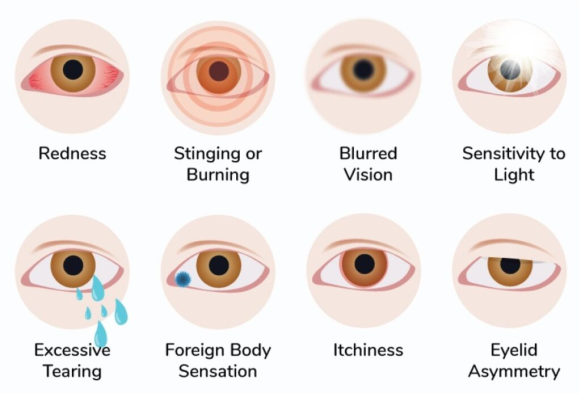 Redness
Stinging or
Burning
Blurred
Vision
Sensitivity to
Light
Excessive
Tearing
Foreign Body
Sensation
Itchiness
Eyelid
Asymmetry